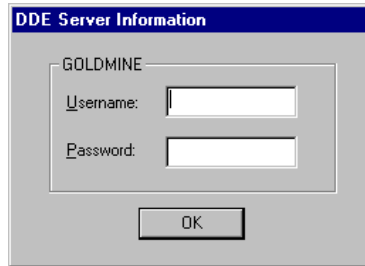 DDE Server Information
GOLDMINE
Username:
Password:
OK